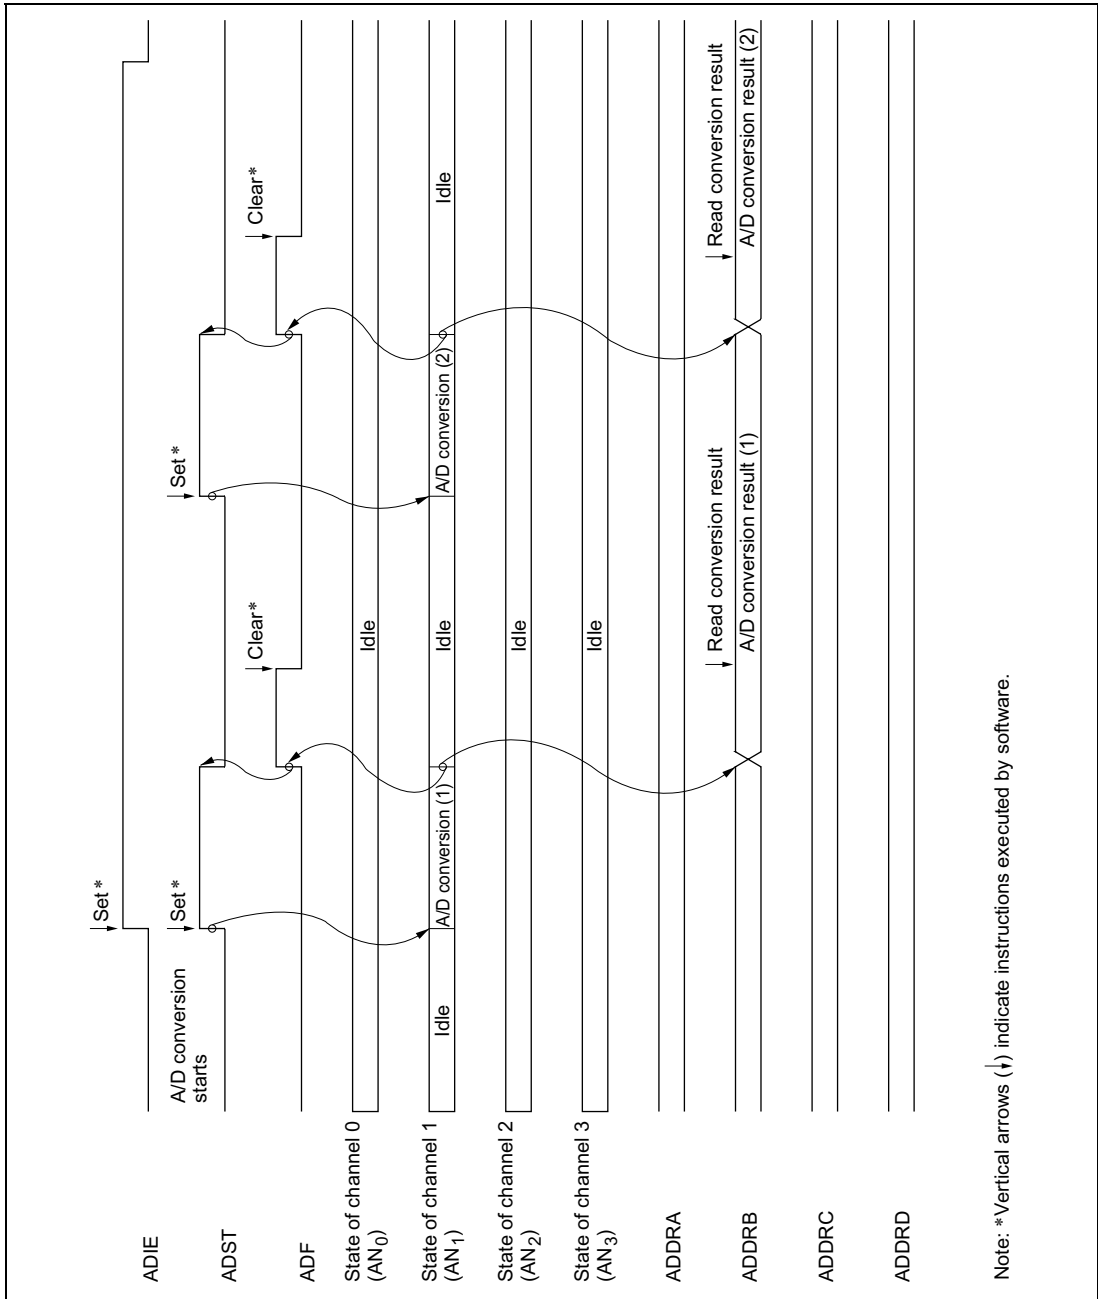 ADIE
Set*
ADST
A/D conversion
starts
Set*
Set*
ADF
Clear*
Clear*
State of channel 0
(AN0)
Idle
State of channel 1
(AN1)
Idle
A/D conversion (1)
Idle
A/D conversion (2)
Idle
State of channel 2
(AN2)
Idle
State of channel 3
(AN3)
Idle
ADDRA
ADDRB
Read conversion result
A/D conversion result (1)
Read conversion result
A/D conversion result (2)
ADDRC
ADDRD
Note: *Vertical arrows (↓) indicate instructions executed by software.